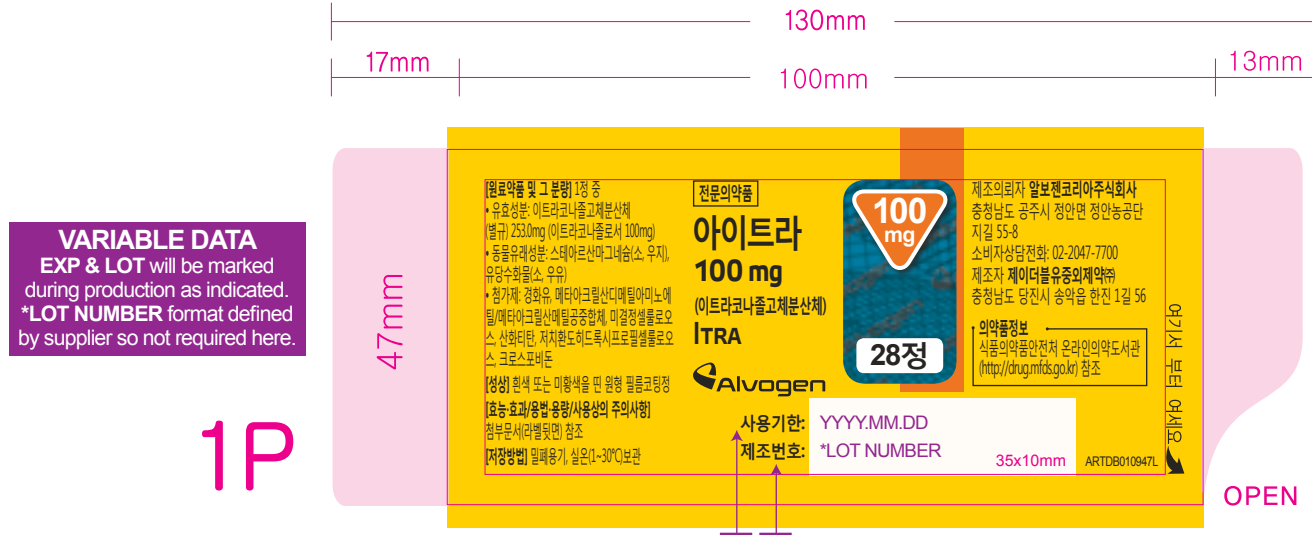 130mm
17mm
100mm
13mm
VARIABLE DATA
EXP & LOT will be marked
during production as indicated.
*LOT NUMBER format defined
by supplier so not required here.
1P
47mm
[원료약품 및 그 분량] 1정 중
• 유효성분: 이트라코나졸고체분산체
(별규) 253.0mg (이트라코나졸로서 100mg)
• 동물유래성분: 스테아르산마그네슘(소, 우지),
유당수화물(소, 우유)
• 첨가제: 경화유, 메타아크릴산디메틸아미노에
틸/메타아크릴산메틸공중합체, 미결정셀룰로오
스, 산화티탄, 저치환도히드록시프로필셀룰로오
스, 크로스포비돈
[성상] 흰색 또는 미황색을 띤 원형 필름코팅정
[효능·효과/용법·용량/사용상의 주의사항]
첨부문서(라벨뒷면) 참조
[저장방법] 밀폐용기, 실온(1~30℃)보관
전문의약품
아이트라
100 mg
(이트라코나졸고체분산체)
ITRA
Alvogen
100
mg
28정
사용기한: YYYY.MM.DD
제조번호: *LOT NUMBER
35x10mm
제조의뢰자 알보젠코리아주식회사
충청남도 공주시 정안면 정안농공단
지길 55-8
소비자상담전화: 02-2047-7700
제조자 제이더블유중외제약㈜
충청남도 당진시 송악읍 한진 1길 56
의약품정보
식품의약품안전처 온라인의약도서관
(http://drug.mfds.go.kr) 참조
ARTDB010947L
여기서 부터 여세요
OPEN